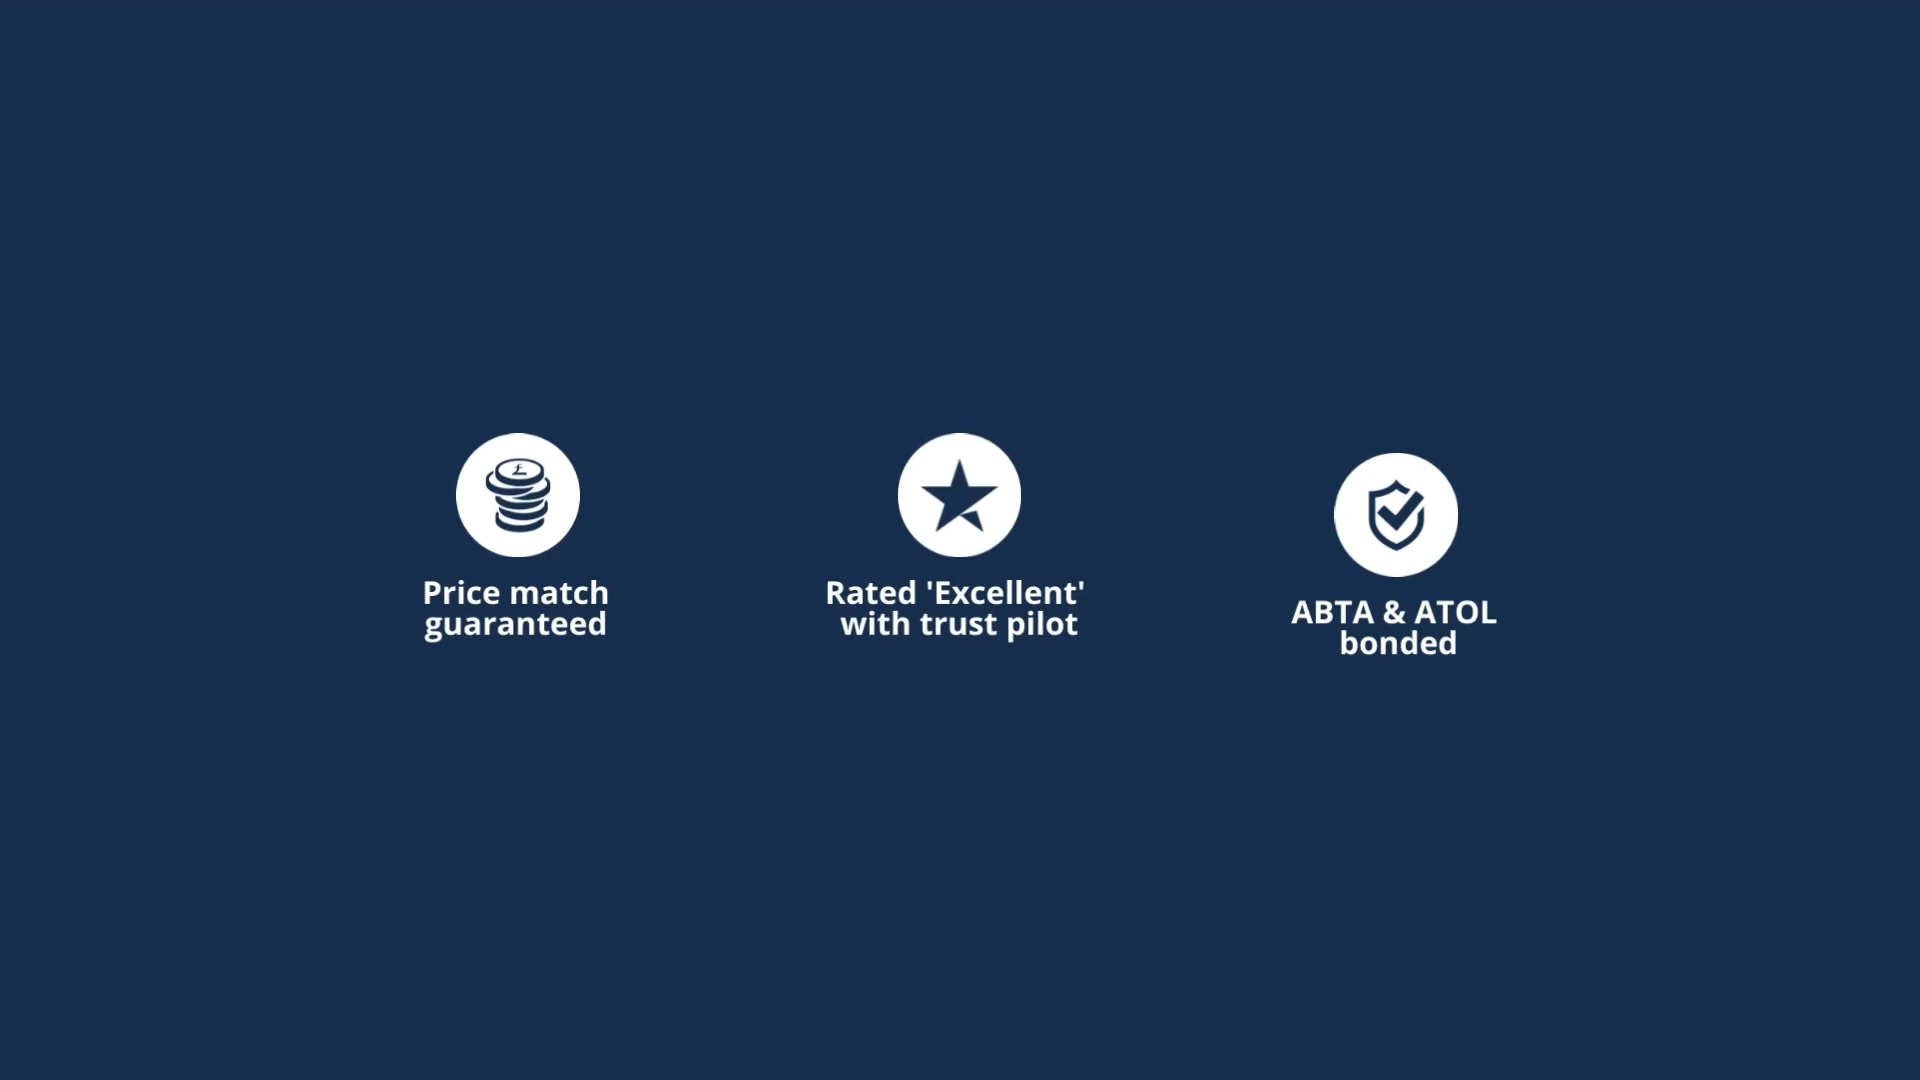 £
Price match
guaranteed
Rated 'Excellent'
with trust pilot
ABTA & ATOL
bonded